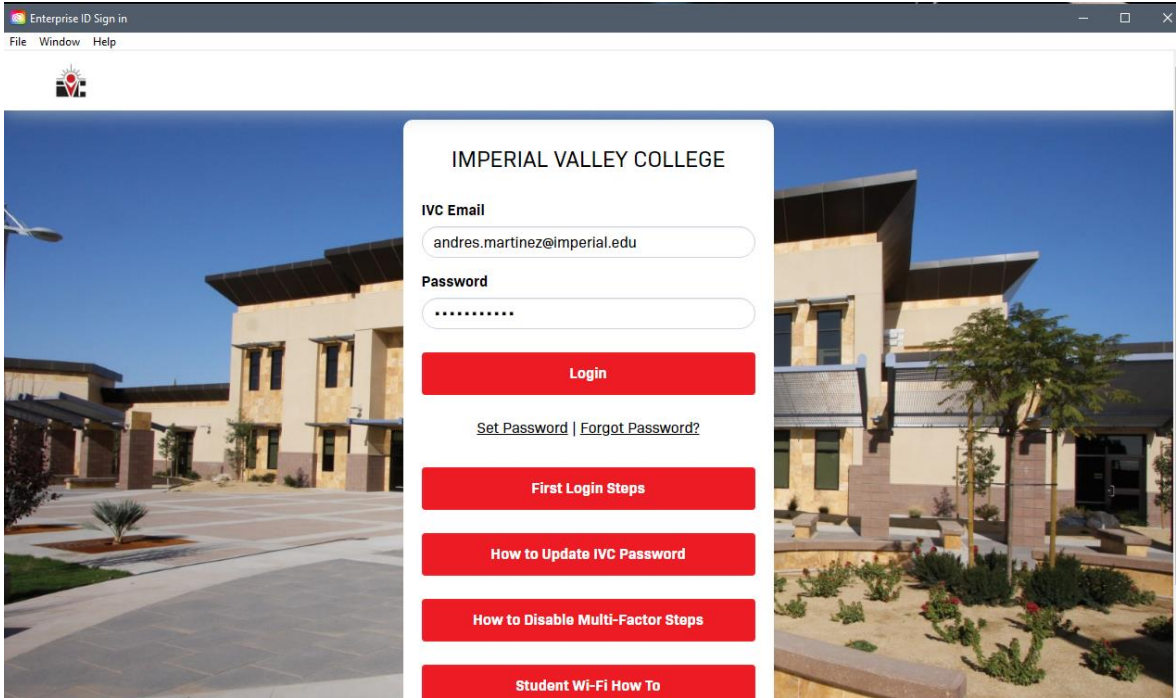 Enterprise ID Sign in
File Window Help
IVC
IMPERIAL VALLEY COLLEGE
IVC Email
andres.martinez@imperial.edu
Password
Login
Set Password | Forgot Password?
First Login Steps
How to Update IVC Password
How to Disable Multi-Factor Steps
Student Wi-Fi How To